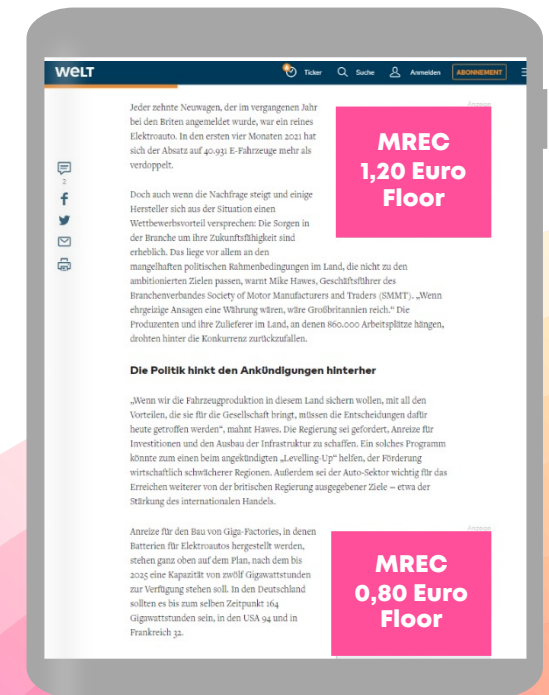 WELT
Ticker
Suche
Anmelden
ABONNEMENT
Anzeige
Jeder zehnte Neuwagen, der im vergangenen Jahr
bei den Briten angemeldet wurde, war ein reines
Elektroauto. In den ersten vier Monaten 2021 hat
sich der Absatz auf 40.931 E-Fahrzeuge mehr als
verdoppelt.
MREC
1,20 Euro
Floor
2
Doch auch wenn die Nachfrage steigt und einige
Hersteller sich aus der Situation einen
Wettbewerbsvorteil versprechen: Die Sorgen in
der Branche um ihre Zukunftsfähigkeit sind
erheblich. Das liege vor allem an den
mangelhaften politischen Rahmenbedingungen im Land, die nicht zu den
ambitionierten Zielen passen, warnt Mike Hawes, Geschäftsführer des
Branchenverbandes Society of Motor Manufacturers and Traders (SMMT). „Wenn
ehrgeizige Ansagen eine Währung wären, wäre Großbritannien reich.“ Die
Produzenten und ihre Zulieferer im Land, an denen 860.000 Arbeitsplätze hängen,
drohten hinter die Konkurrenz zurückzufallen.
Die Politik hinkt den Ankündigungen hinterher
„Wenn wir die Fahrzeugproduktion in diesem Land sichern wollen, mit all den
Vorteilen, die sie für die Gesellschaft bringt, müssen die Entscheidungen dafür
heute getroffen werden“, mahnt Hawes. Die Regierung sei gefordert, Anreize für
Investitionen und den Ausbau der Infrastruktur zu schaffen. Ein solches Programm
könnte zum einen beim angekündigten „Levelling-Up“ helfen, der Förderung
wirtschaftlich schwächerer Regionen. Außerdem sei der Auto-Sektor wichtig für das
Erreichen weiterer von der britischen Regierung ausgegebener Ziele – etwa der
Stärkung des internationalen Handels.
Anzeige
Anreize für den Bau von Giga-Factories, in denen
Batterien für Elektroautos hergestellt werden,
stehen ganz oben auf dem Plan, nach dem bis
2025 eine Kapazität von zwölf Gigawattstunden
zur Verfügung stehen soll. In den Deutschland
sollten es bis zum selben Zeitpunkt 164
Gigawattstunden sein, in den USA 94 und in
Frankreich 32.
MREC
0,80 Euro
Floor